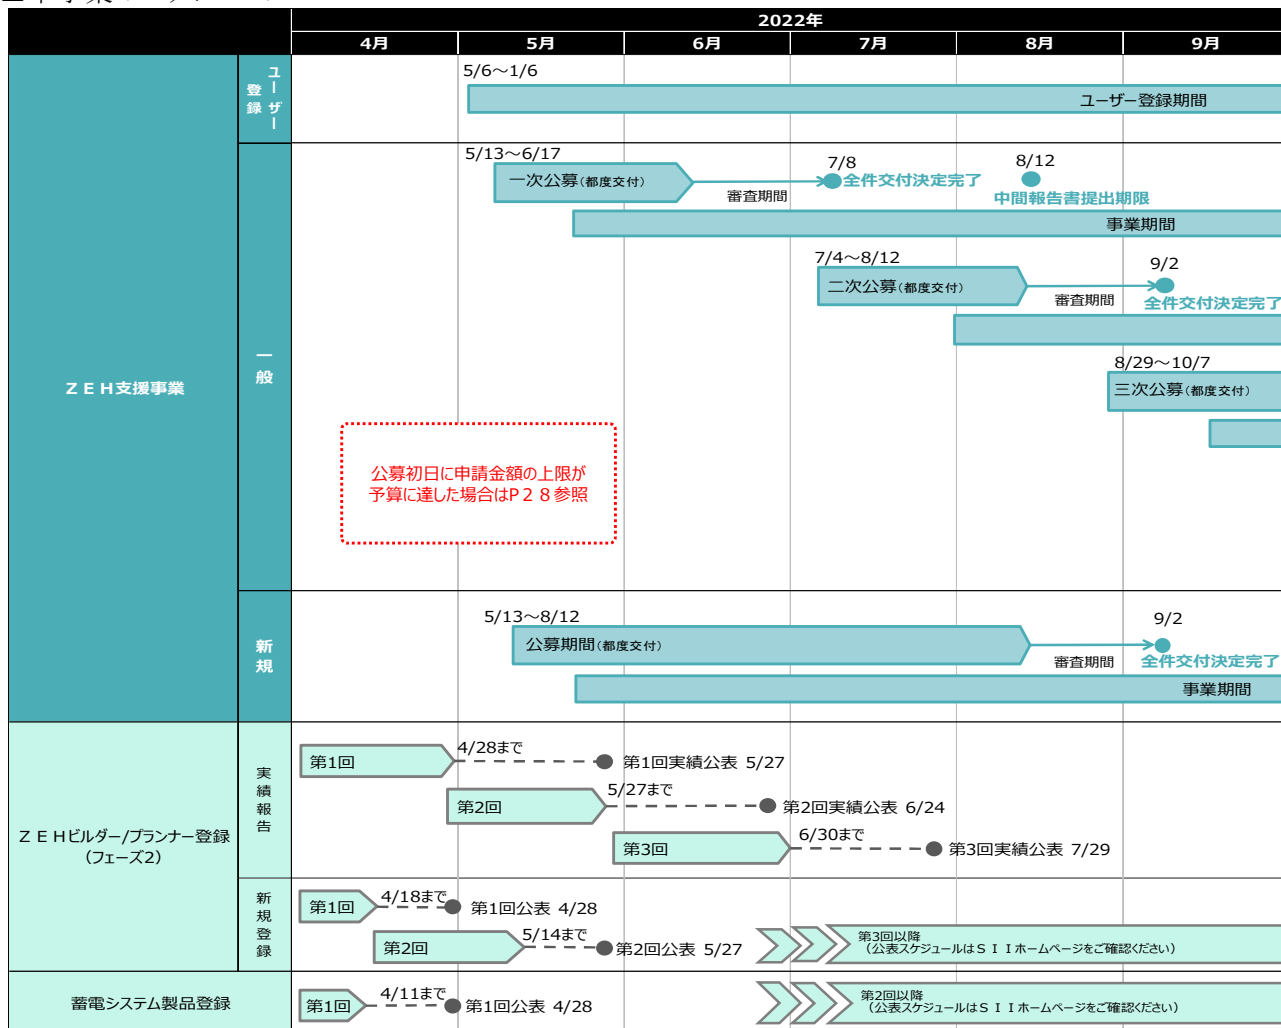 2022年
4月 5月 6月 7月 8月 9月
ユーザー登録
5/6～1/6
ユーザー登録期間
ＺＥＨ支援事業
一般
5/13～6/17
一次公募(都度交付)
審査期間
7/8
全件交付決定完了
8/12
中間報告書提出期限
事業期間
7/4～8/12
二次公募(都度交付)
審査期間
9/2
全件交付決定完了
8/29～10/7
三次公募(都度交付)
公募初日に申請金額の上限が
予算に達した場合はP２８参照
新規
5/13～8/12
公募期間(都度交付)
審査期間
9/2
全件交付決定完了
事業期間
ＺＥＨビルダー/プランナー登録
(フェーズ2)
実績報告
第1回
4/28まで
第1回実績公表 5/27
第2回
5/27まで
第2回実績公表 6/24
第3回
6/30まで
第3回実績公表 7/29
新規登録
第1回
4/18まで
第1回公表 4/28
第2回
5/14まで
第2回公表 5/27
第3回以降
（公表スケジュールはＳＩＩホームページをご確認ください）
蓄電システム製品登録
第1回
4/11まで
第1回公表 4/28
第2回以降
（公表スケジュールはＳＩＩホームページをご確認ください）